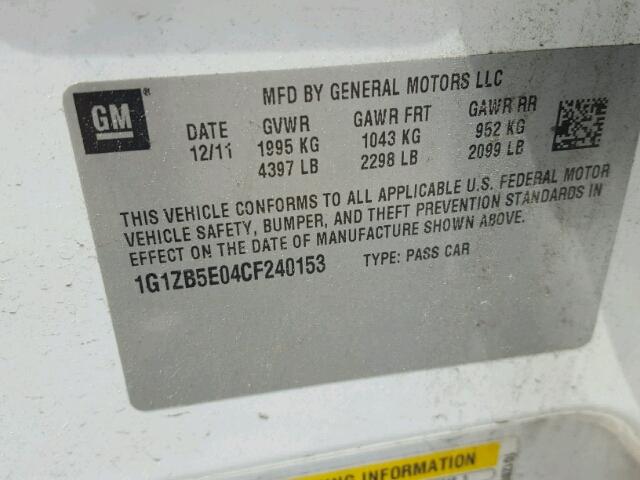 GM
MFD BY GENERAL MOTORS LLC
DATE GVWR GAWR FRT GAWR RR
12/11 1995 KG 1043 KG 952 KG
4397 LB 2298 LB 2099 LB
THIS VEHICLE CONFORMS TO ALL APPLICABLE U.S. FEDERAL MOTOR
VEHICLE SAFETY, BUMPER, AND THEFT PREVENTION STANDARDS IN
EFFECT ON THE DATE OF MANUFACTURE SHOWN ABOVE.
1G1ZB5E04CF240153 TYPE: PASS CAR
INFORMATION